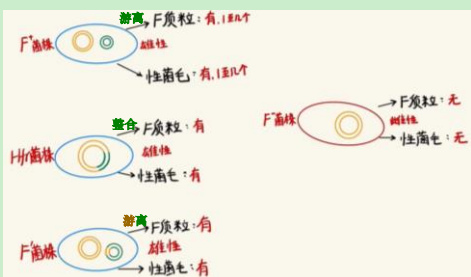 游离
F质粒：有,1至几个
F⁺菌株
雄性
性菌毛：有,1至几个
整合
F质粒：有
Hfr菌株
雄性
性菌毛：有
游离
F质粒：有
F'菌株
雄性
性菌毛：有
F质粒：无
F⁻菌株
雌性
性菌毛：无